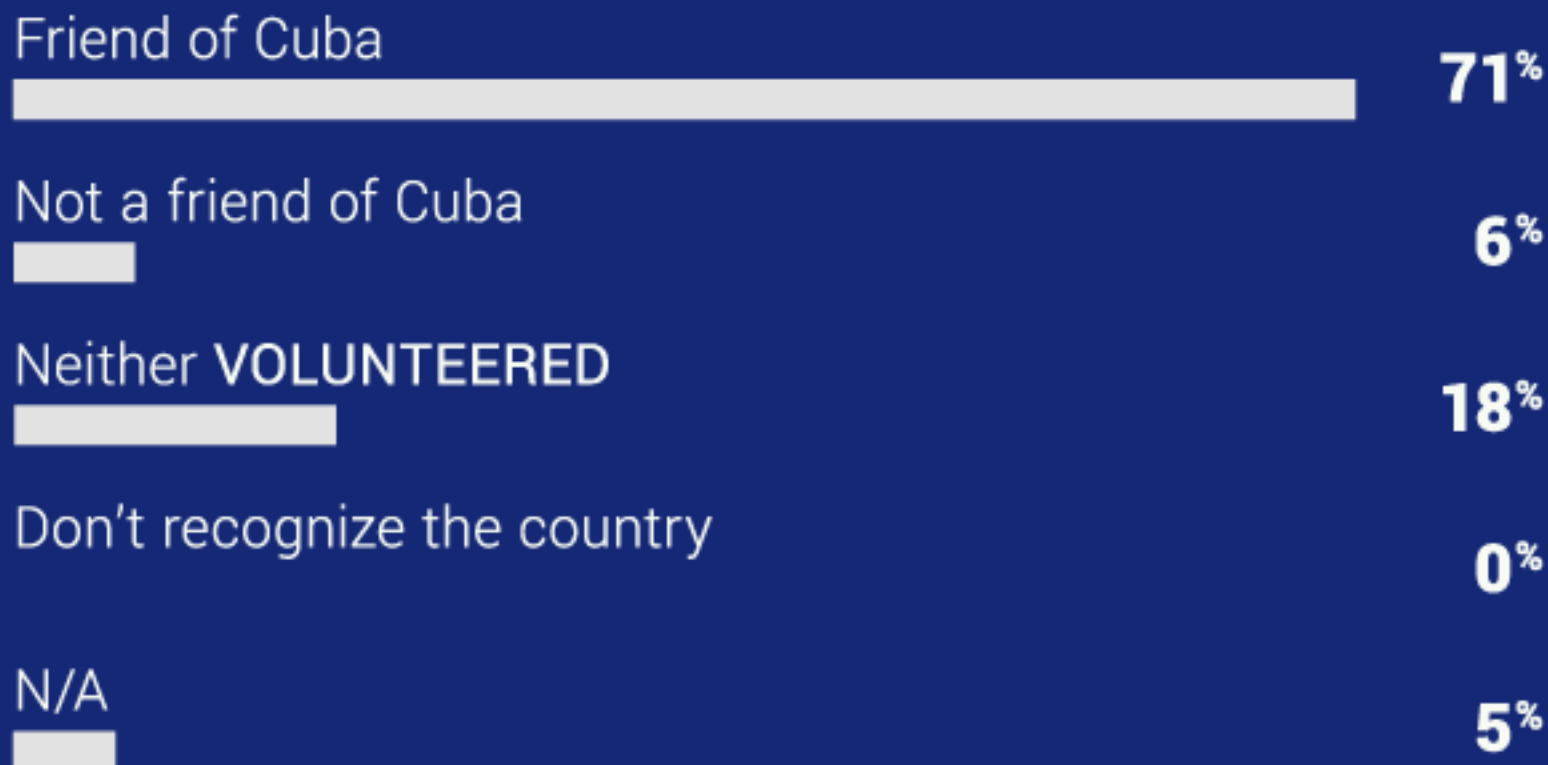 Friend of Cuba
71%
Not a friend of Cuba
6%
Neither VOLUNTEERED
18%
Don't recognize the country
0%
N/A
5%